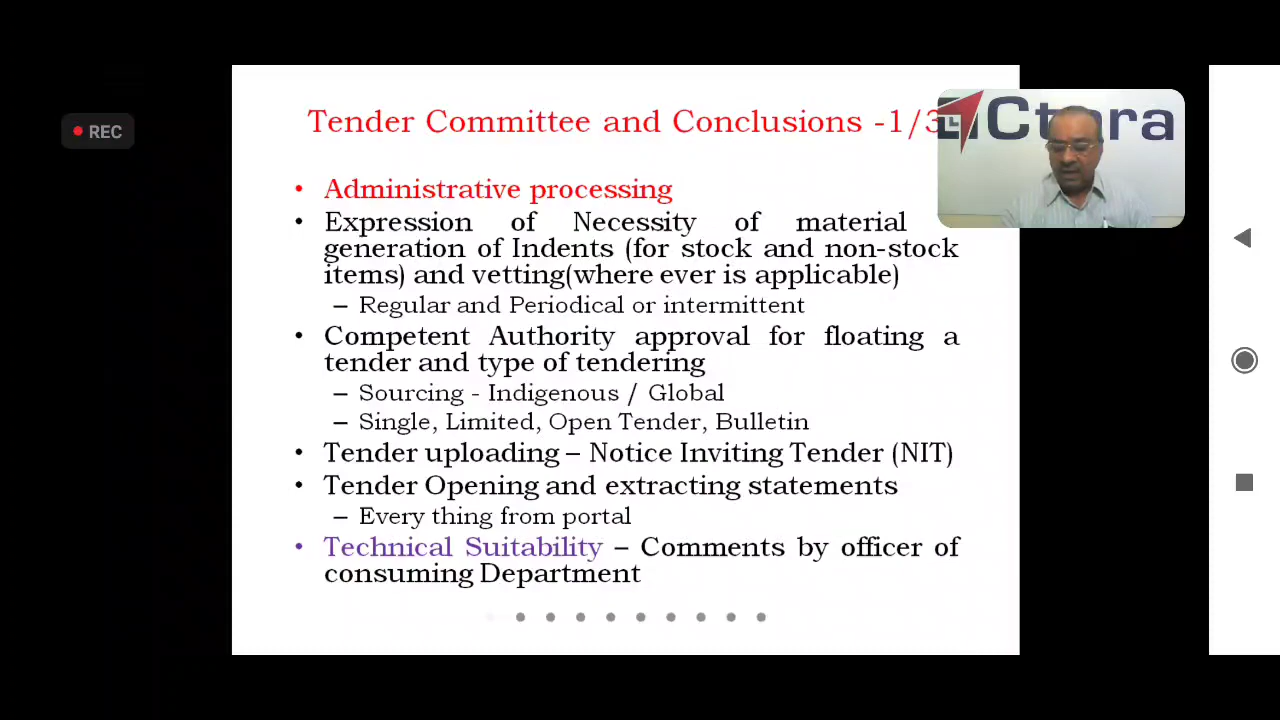 REC
Tender Committee and Conclusions -1/3
• Administrative processing
• Expression of Necessity of material
generation of Indents (for stock and non-stock
items) and vetting(where ever is applicable)
– Regular and Periodical or intermittent
• Competent Authority approval for floating a
tender and type of tendering
– Sourcing - Indigenous / Global
– Single, Limited, Open Tender, Bulletin
• Tender uploading – Notice Inviting Tender (NIT)
• Tender Opening and extracting statements
– Every thing from portal
• Technical Suitability – Comments by officer of
consuming Department